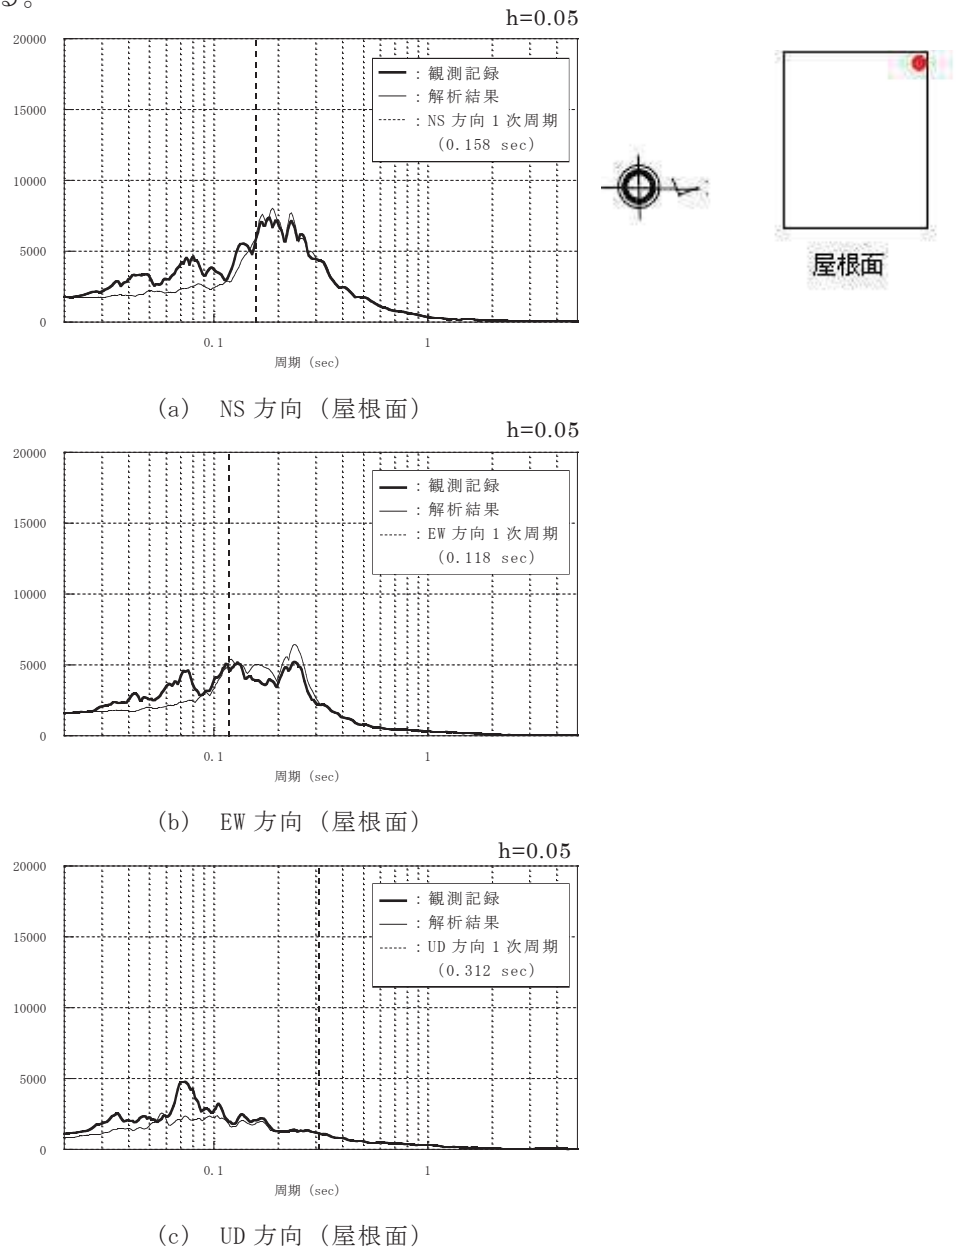 す。
h=0.05
20000
15000
10000
5000
0
：観測記録
：解析結果
：NS 方向 1 次周期
(0.158 sec)
0.1
1
周期 (sec)
(a) NS 方向 (屋根面)
屋根面
h=0.05
20000
15000
10000
5000
0
：観測記録
：解析結果
：EW 方向 1 次周期
(0.118 sec)
0.1
1
周期 (sec)
(b) EW 方向 (屋根面)
h=0.05
20000
15000
10000
5000
0
：観測記録
：解析結果
：UD 方向 1 次周期
(0.312 sec)
0.1
1
周期 (sec)
(c) UD 方向 (屋根面)